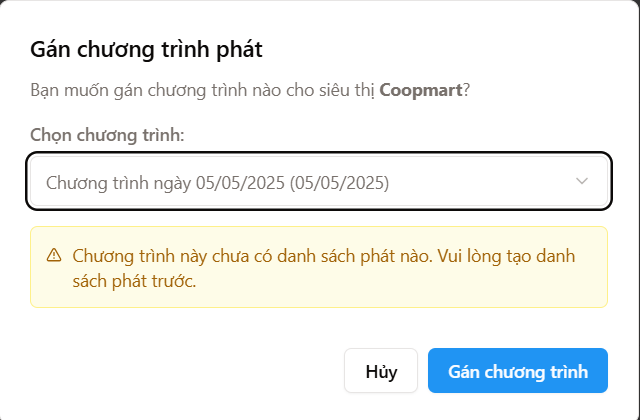 Gán chương trình phát
Bạn muốn gán chương trình nào cho siêu thị Coopmart?
Chọn chương trình:
Chương trình ngày 05/05/2025 (05/05/2025)
Chương trình này chưa có danh sách phát nào. Vui lòng tạo danh
sách phát trước.
Hủy
Gán chương trình